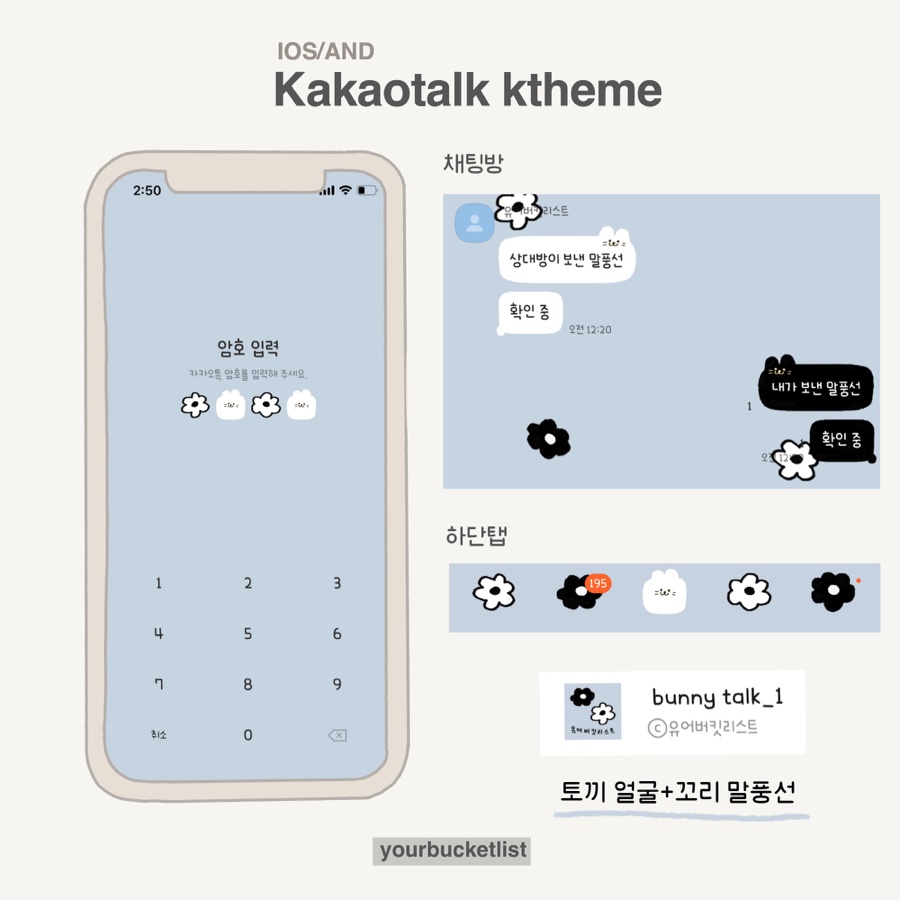 IOS/AND
Kakaotalk ktheme
2:50
암호 입력
카카오톡 암호를 입력해 주세요.
1 2 3
4 5 6
7 8 9
취소 0
채팅방
유어버킷리스트
상대방이 보낸 말풍선
확인 중
오전 12:20
내가 보낸 말풍선
1
확인 중
오전
하단탭
195
bunny talk_1
유어버킷리스트
ⓒ유어버킷리스트
토끼 얼굴+꼬리 말풍선
yourbucketlist